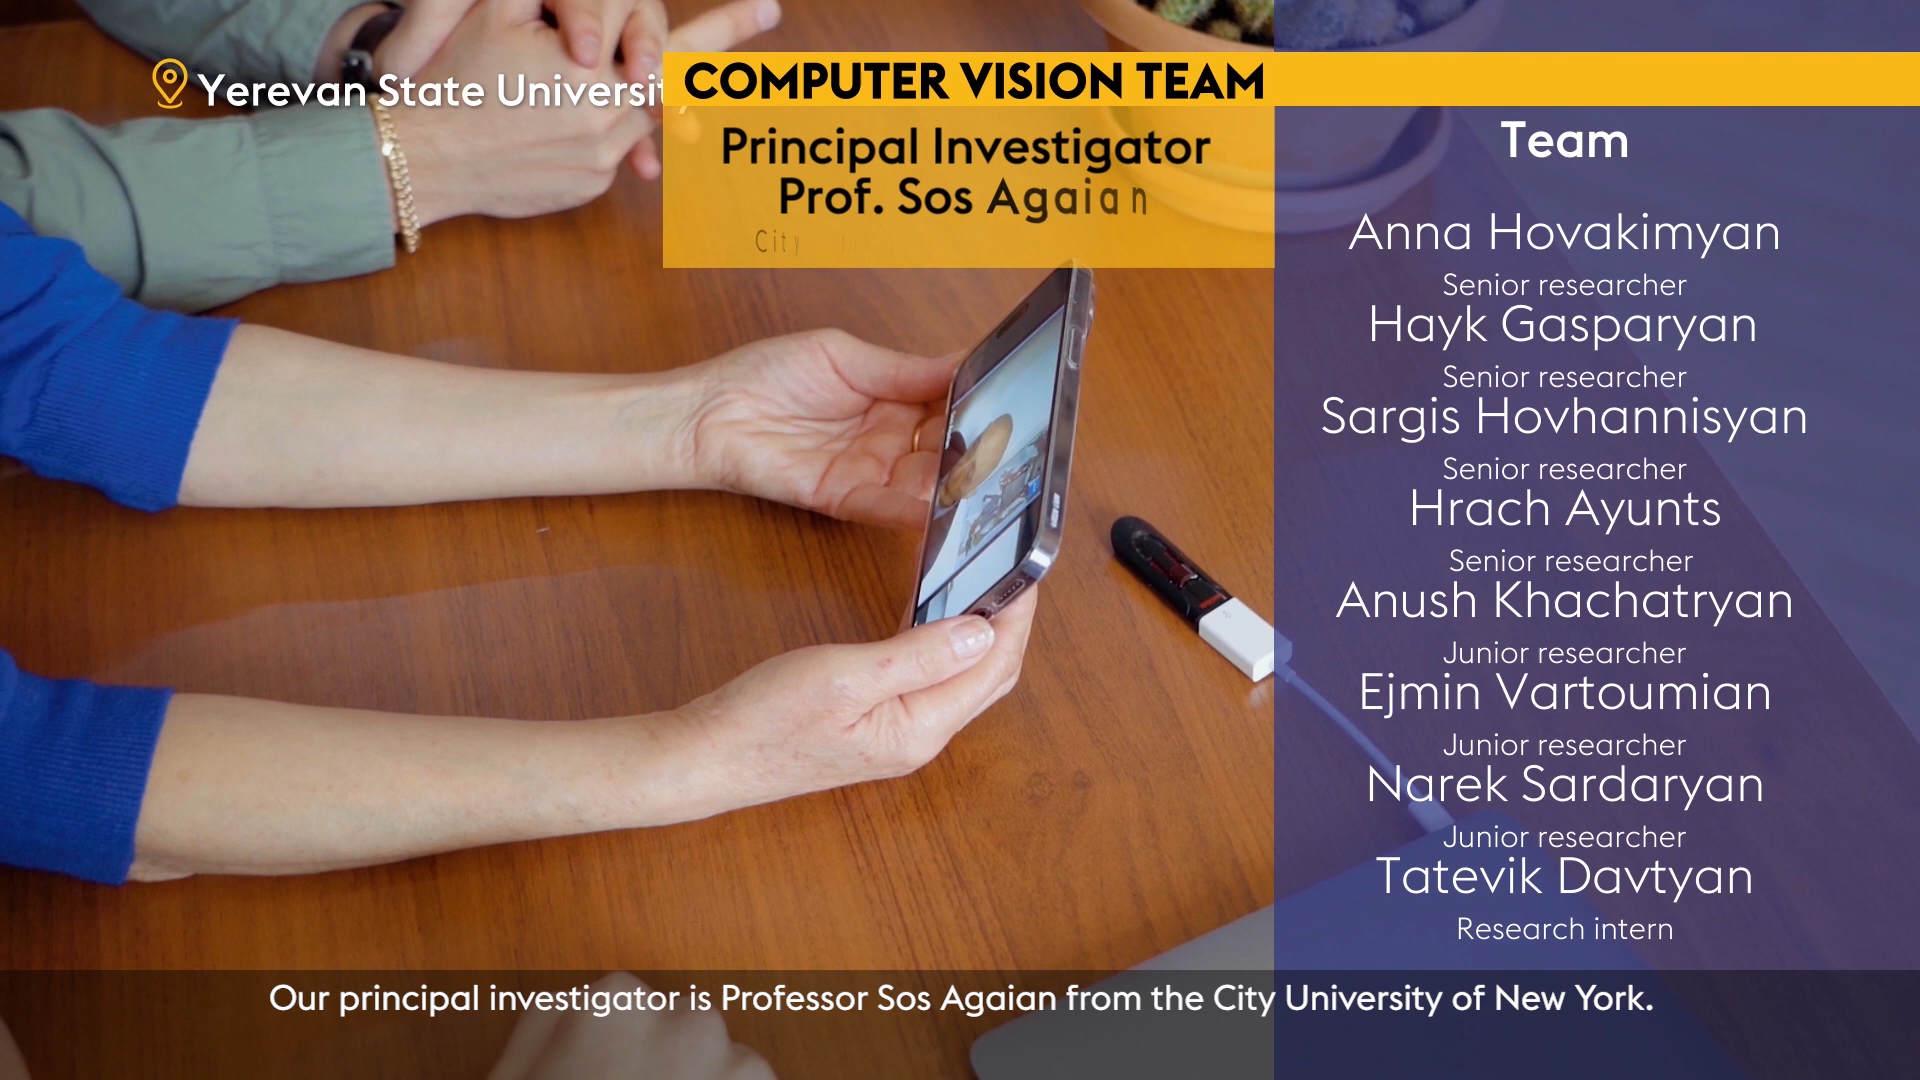 Yerevan State Universit
COMPUTER VISION TEAM
Principal Investigator
Prof. Sos Agaian
City
Team
Anna Hovakimyan
Senior researcher
Hayk Gasparyan
Senior researcher
Sargis Hovhannisyan
Senior researcher
Hrach Ayunts
Senior researcher
Anush Khachatryan
Junior researcher
Ejmin Vartoumian
Junior researcher
Narek Sardaryan
Junior researcher
Tatevik Davtyan
Research intern
Our principal investigator is Professor Sos Agaian from the City University of New York.